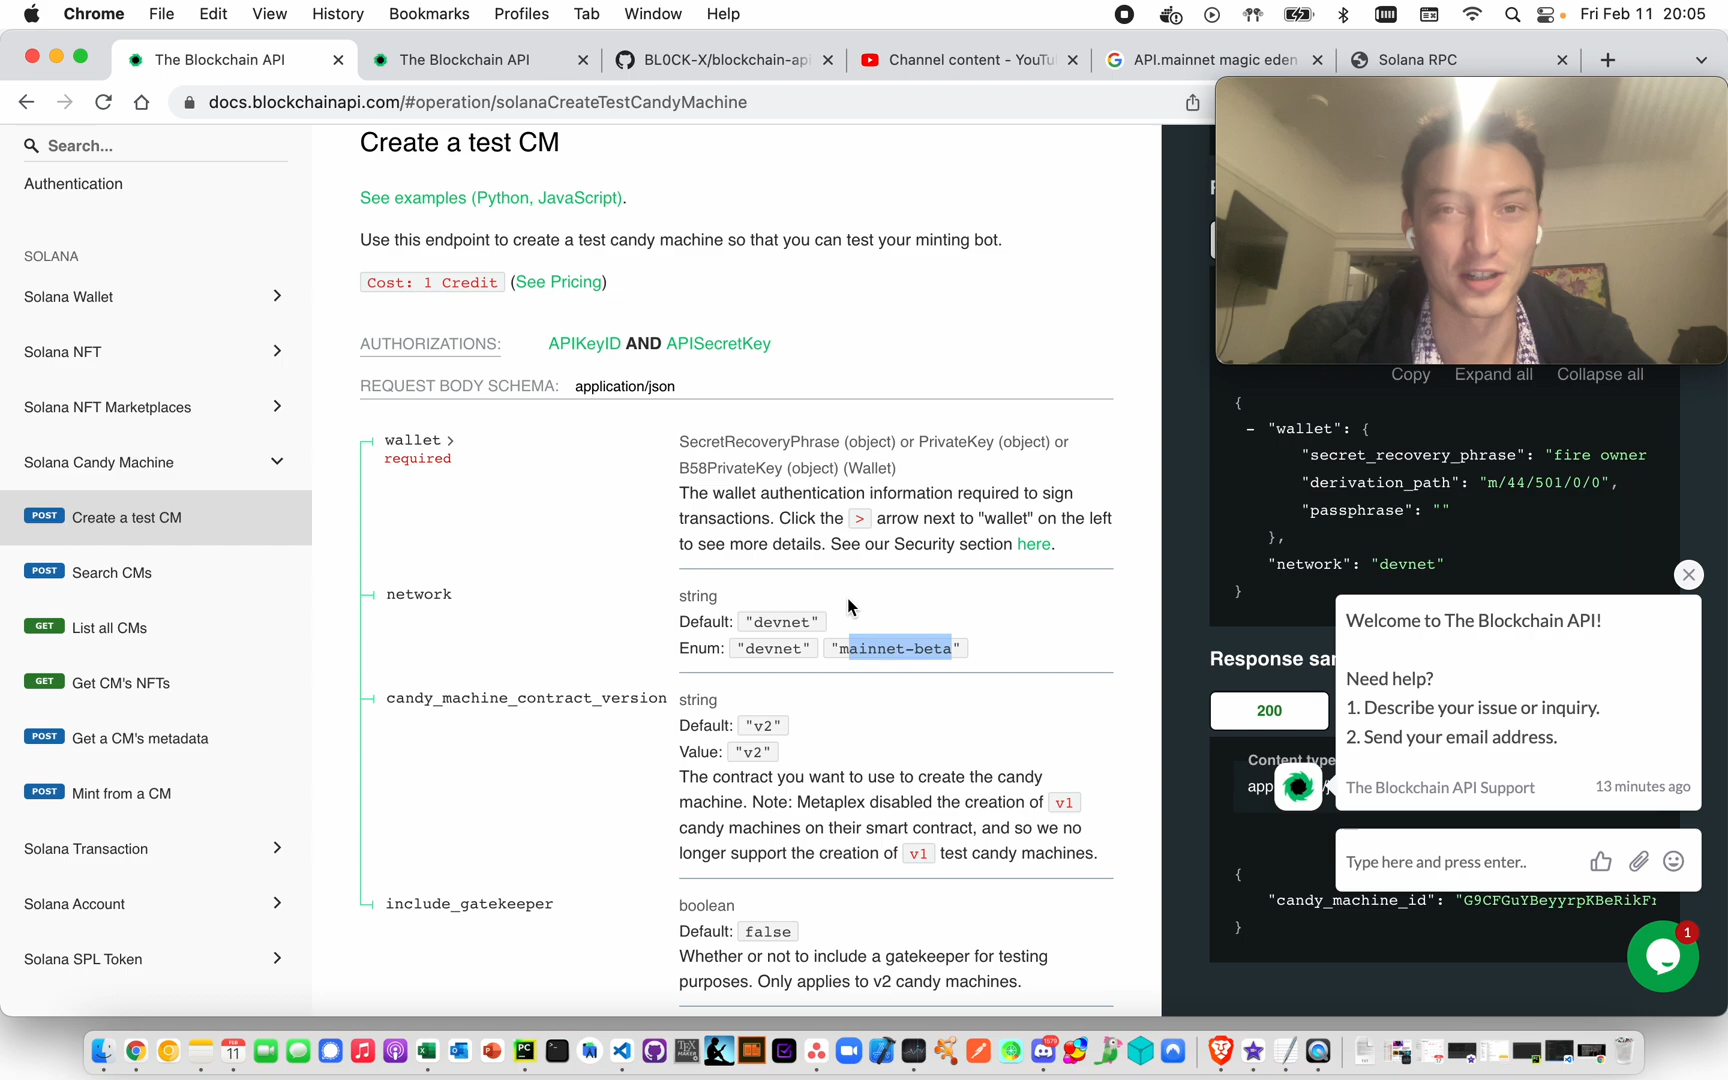 Chrome File Edit View History Bookmarks Profiles Tab Window Help Fri Feb 11 20:05
The Blockchain API The Blockchain API BL0CK-X/blockchain-api Channel content - YouTu API.mainnet magic eden Solana RPC
docs.blockchainapi.com/#operation/solanaCreateTestCandyMachine
Search...
Authentication
SOLANA
Solana Wallet
Solana NFT
Solana NFT Marketplaces
Solana Candy Machine
POST Create a test CM
POST Search CMs
GET List all CMs
GET Get CM's NFTs
POST Get a CM's metadata
POST Mint from a CM
Solana Transaction
Solana Account
Solana SPL Token
Create a test CM
See examples (Python, JavaScript).
Use this endpoint to create a test candy machine so that you can test your minting bot.
Cost: 1 Credit (See Pricing)
AUTHORIZATIONS: APIKeyID AND APISecretKey
REQUEST BODY SCHEMA: application/json
wallet >
required
SecretRecoveryPhrase (object) or PrivateKey (object) or
B58PrivateKey (object) (Wallet)
The wallet authentication information required to sign
transactions. Click the > arrow next to "wallet" on the left
to see more details. See our Security section here.
network
string
Default: "devnet"
Enum: "devnet" "mainnet-beta"
candy_machine_contract_version
string
Default: "v2"
Value: "v2"
The contract you want to use to create the candy
machine. Note: Metaplex disabled the creation of v1
candy machines on their smart contract, and so we no
longer support the creation of v1 test candy machines.
include_gatekeeper
boolean
Default: false
Whether or not to include a gatekeeper for testing
purposes. Only applies to v2 candy machines.
Copy Expand all Collapse all
{
- "wallet": {
"secret_recovery_phrase": "fire owner
"derivation_path": "m/44/501/0/0",
"passphrase": ""
},
"network": "devnet"
}
Response sar
200
Content type
app
{
"candy_machine_id": "G9CFGuYBeyyrpKBeRikF
}
Welcome to The Blockchain API!
Need help?
1. Describe your issue or inquiry.
2. Send your email address.
The Blockchain API Support 13 minutes ago
Type here and press enter..
1